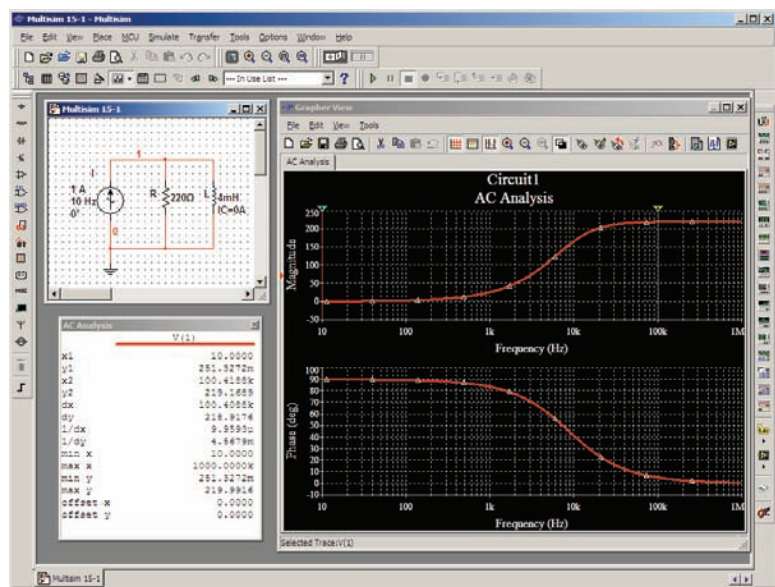 Multisim 15-1 - Multisim
File Edit View Place MCU Simulate Transfer Tools Options Window Help
--- In Use List ---
?
Multisim 15-1
1
I
1 A
10 Hz
0°
R
220Ω
L
4mH
IC=0A
0
Grapher View
File Edit View Tools
AC Analysis
Circuit1
AC Analysis
Magnitude
250
200
150
100
50
0
-50
10 100 1k 10k 100k 1M
Frequency (Hz)
Phase (deg)
100
90
80
70
60
50
40
30
20
10
0
-10
10 100 1k 10k 100k 1M
Frequency (Hz)
Selected Trace:V(1)
AC Analysis
V(1)
x1 10.0000
y1 251.3272m
x2 100.4188k
y2 219.1689
dx 100.4088k
dy 218.9176
1/dx 9.9593u
1/dy 4.5679m
min x 10.0000
max x 1000.0000k
min y 251.3272m
max y 219.9916
offset x 0.0000
offset y 0.0000
Multisim 15-1